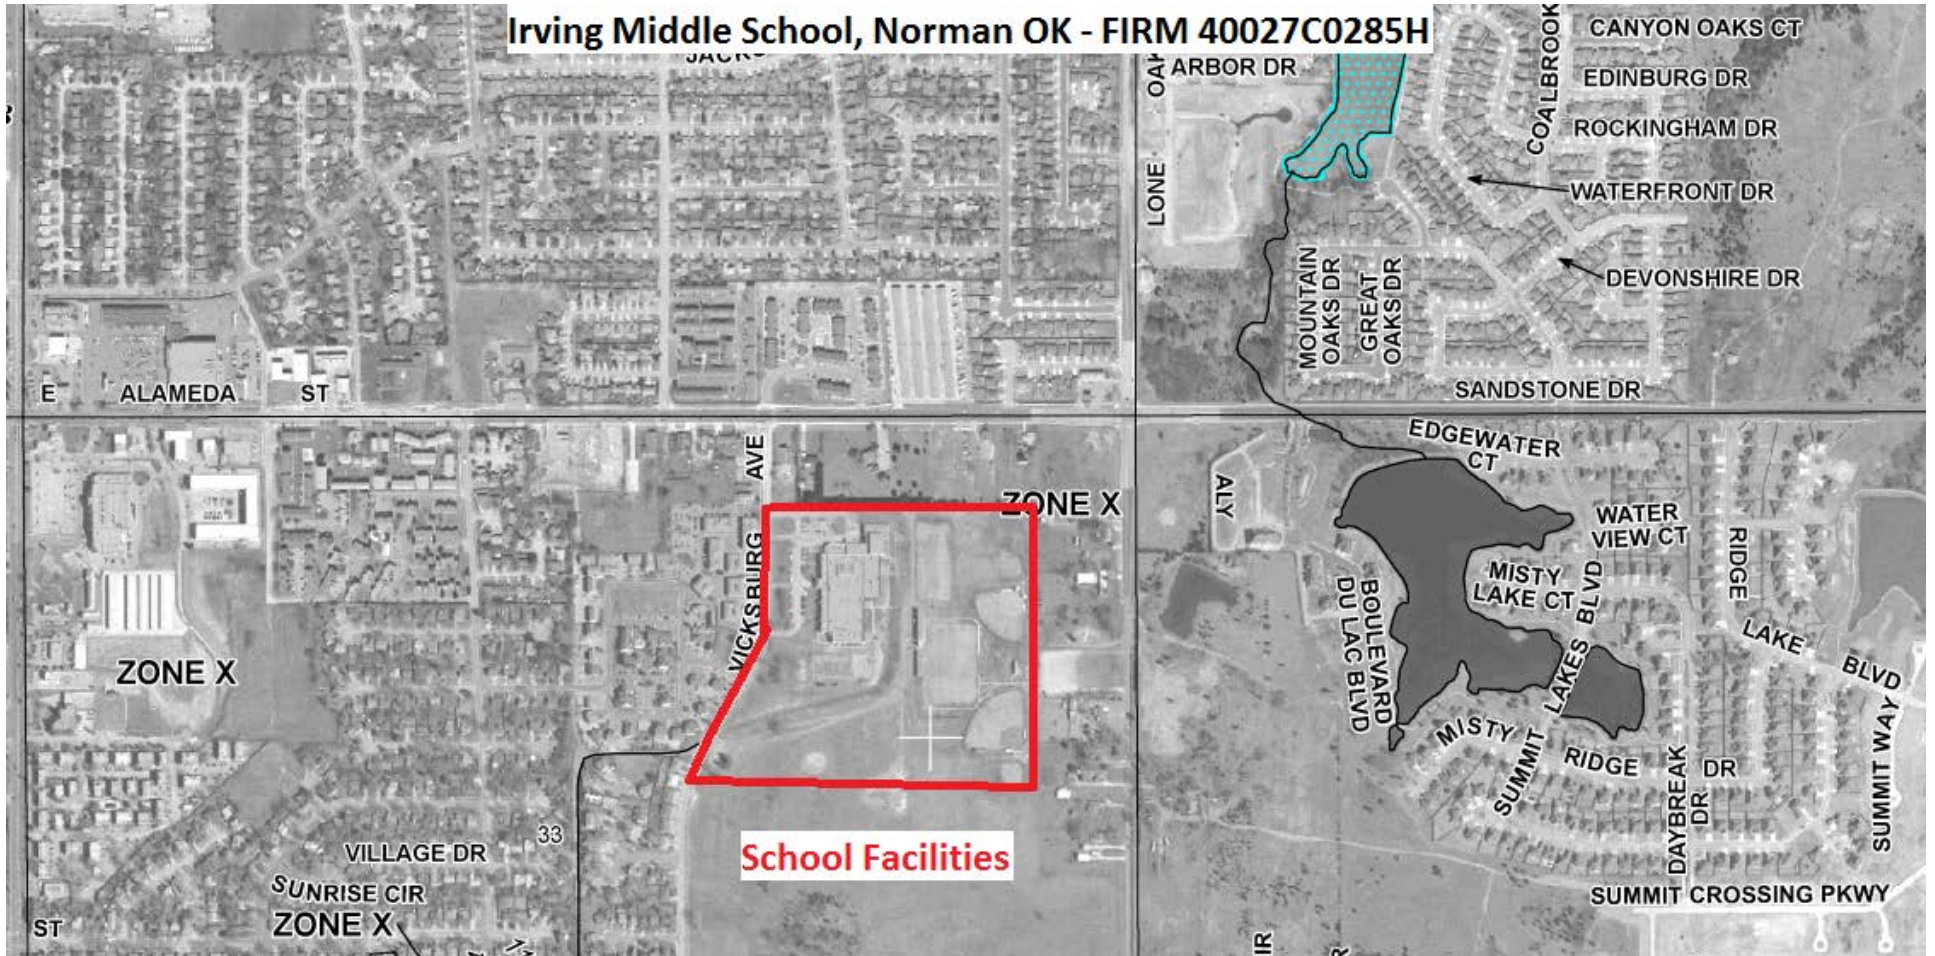 Irving Middle School, Norman OK - FIRM 40027C0285H
CANYON OAKS CT
ARBOR DR
EDINBURG DR
COALBROOK
ROCKINGHAM DR
LONE
OAK
WATERFRONT DR
MOUNTAIN
OAKS DR
GREAT
OAKS DR
DEVONSHIRE DR
E ALAMEDA ST
SANDSTONE DR
VICKSBURG AVE
EDGEWATER
CT
ALY
ZONE X
WATER
VIEW CT
RIDGE
MISTY
LAKE CT
BOULEVARD
DU LAC BLVD
SUMMIT LAKES BLVD
LAKE BLVD
ZONE X
MISTY RIDGE DR
DAYBREAK
DR
SUMMIT WAY
33
VILLAGE DR
School Facilities
SUNRISE CIR
ZONE X
ST
SUMMIT CROSSING PKWY
IR